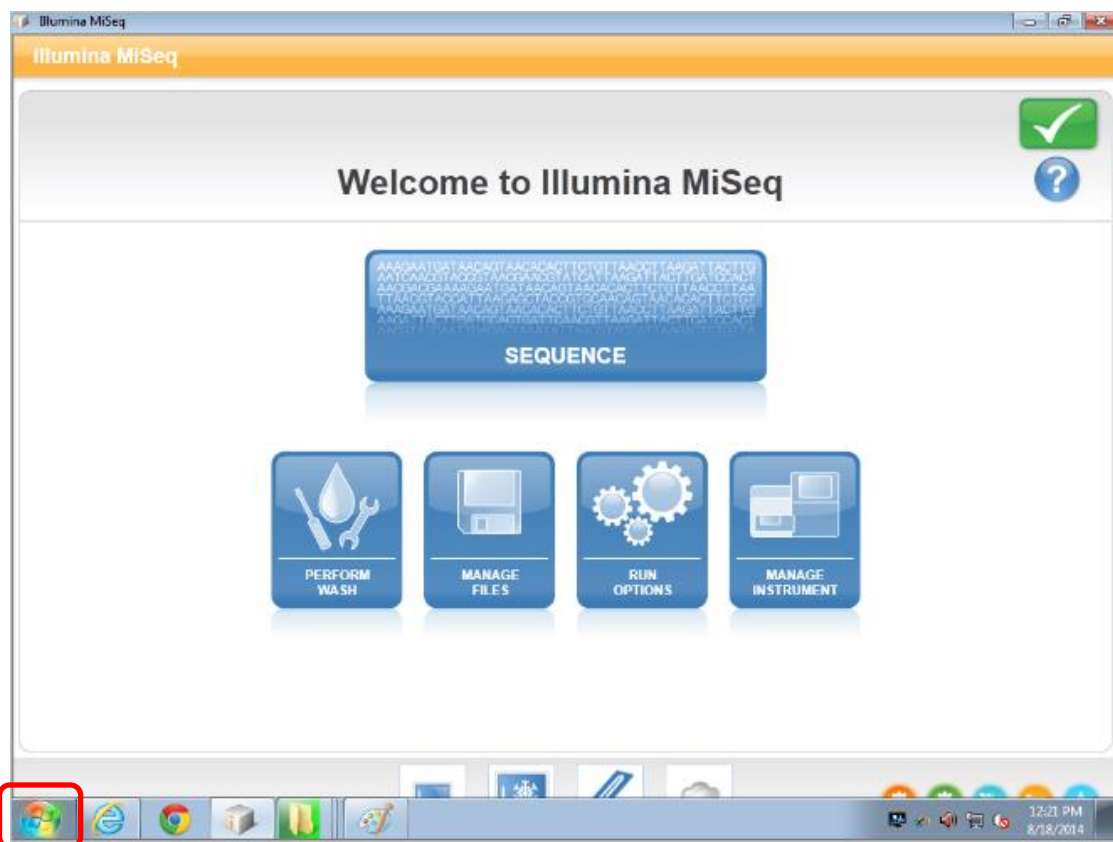 Illumina MiSeq
Illumina MiSeq
Welcome to Illumina MiSeq
SEQUENCE
PERFORM
WASH
MANAGE
FILES
RUN
OPTIONS
MANAGE
INSTRUMENT
12:21 PM
8/18/2014